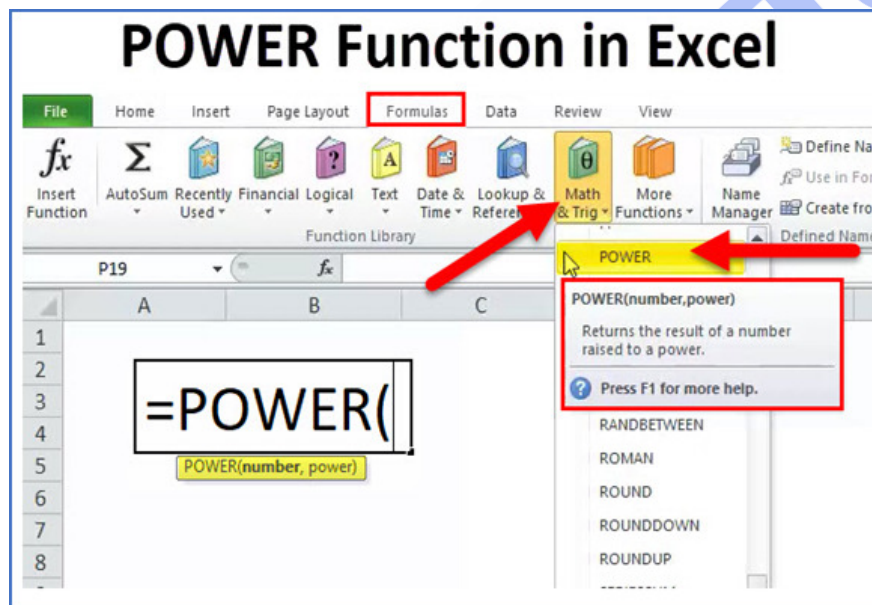 POWER Function in Excel
File Home Insert Page Layout Formulas Data Review View
fx Σ ? A θ
Insert Function AutoSum Recently Used Financial Logical Text Date & Time Lookup & Math & Trig More Functions Name Manager
Define Na
Use in For
Create fro
Function Library Defined Name
P19 fx
POWER
A B C
POWER(number,power)
Returns the result of a number
raised to a power.
Press F1 for more help.
1
2
3
4
5
6
7
8
=POWER(
POWER(number, power)
RANDBETWEEN
ROMAN
ROUND
ROUNDDOWN
ROUNDUP